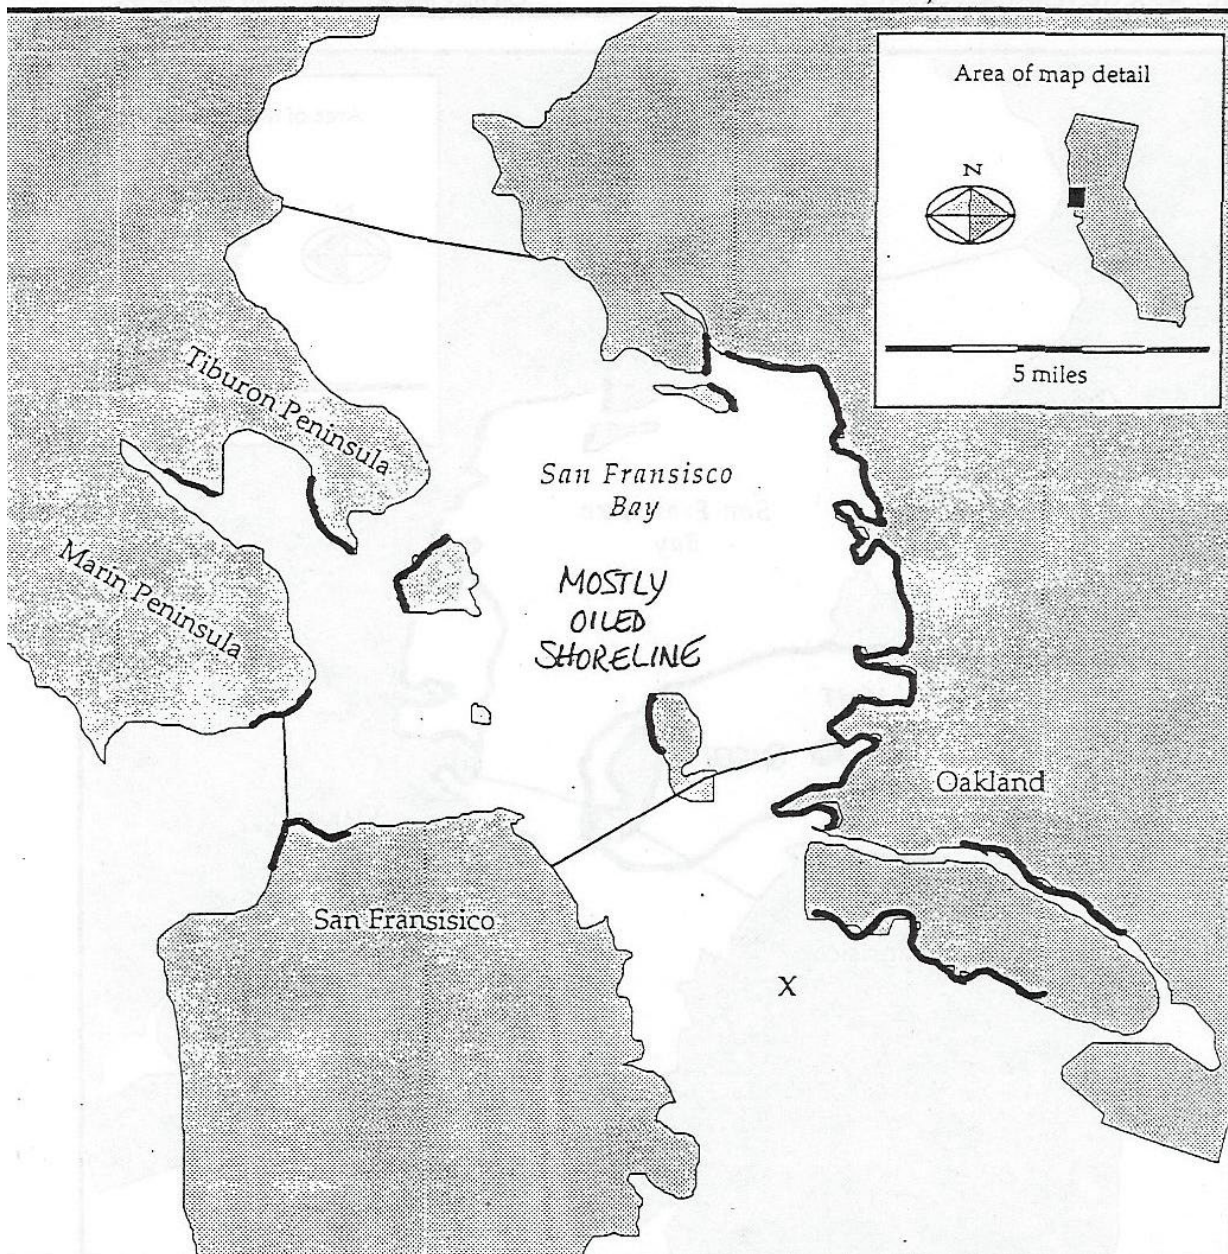 Area of map detail
N
5 miles
Tiburon Peninsula
San Fransisco
Bay
Marin Peninsula
MOSTLY
OILED
SHORELINE
Oakland
San Fransisico
X